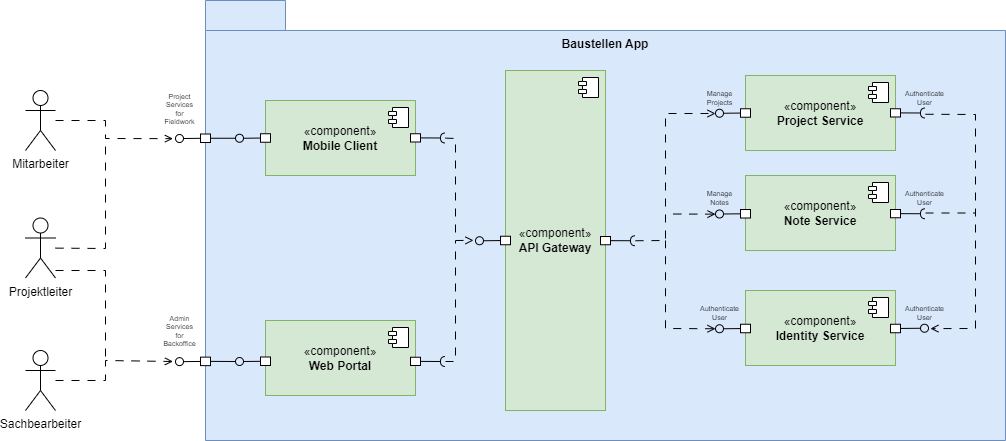 Baustellen App
Mitarbeiter
Projektleiter
Sachbearbeiter
Project
Services
for
Fieldwork
Admin
Services
for
Backoffice
«component»
Mobile Client
«component»
Web Portal
«component»
API Gateway
Manage
Projects
«component»
Project Service
Authenticate
User
Manage
Notes
«component»
Note Service
Authenticate
User
Authenticate
User
«component»
Identity Service
Authenticate
User